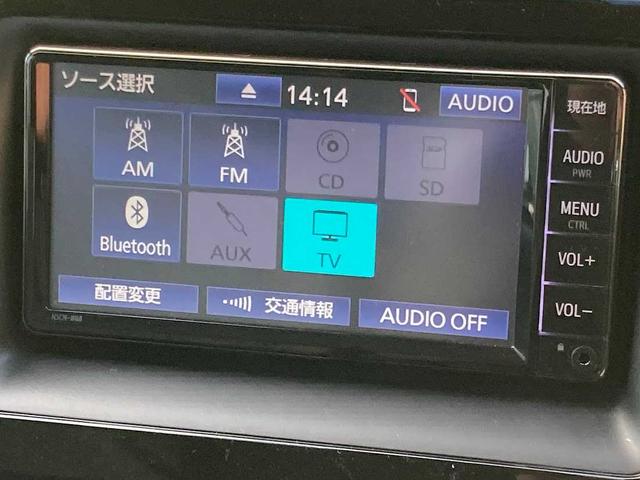 ソース選択
14:14
AUDIO
現在地
AM
FM
CD
SD
AUDIO
PWR
Bluetooth
AUX
TV
MENU
CTRL
VOL+
配置変更
交通情報
AUDIO OFF
VOL-